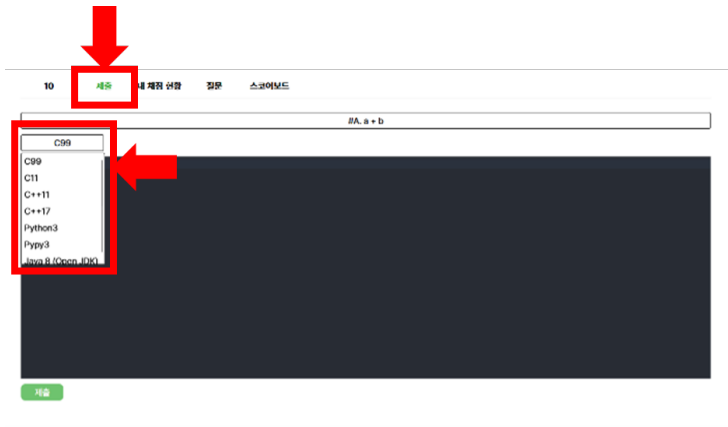 10 제출 내 채점 현황 질문 스코어보드
#A. a + b
C99
C99
C11
C++11
C++17
Python3
Pypy3
Java 8 (Open JDK)
제출